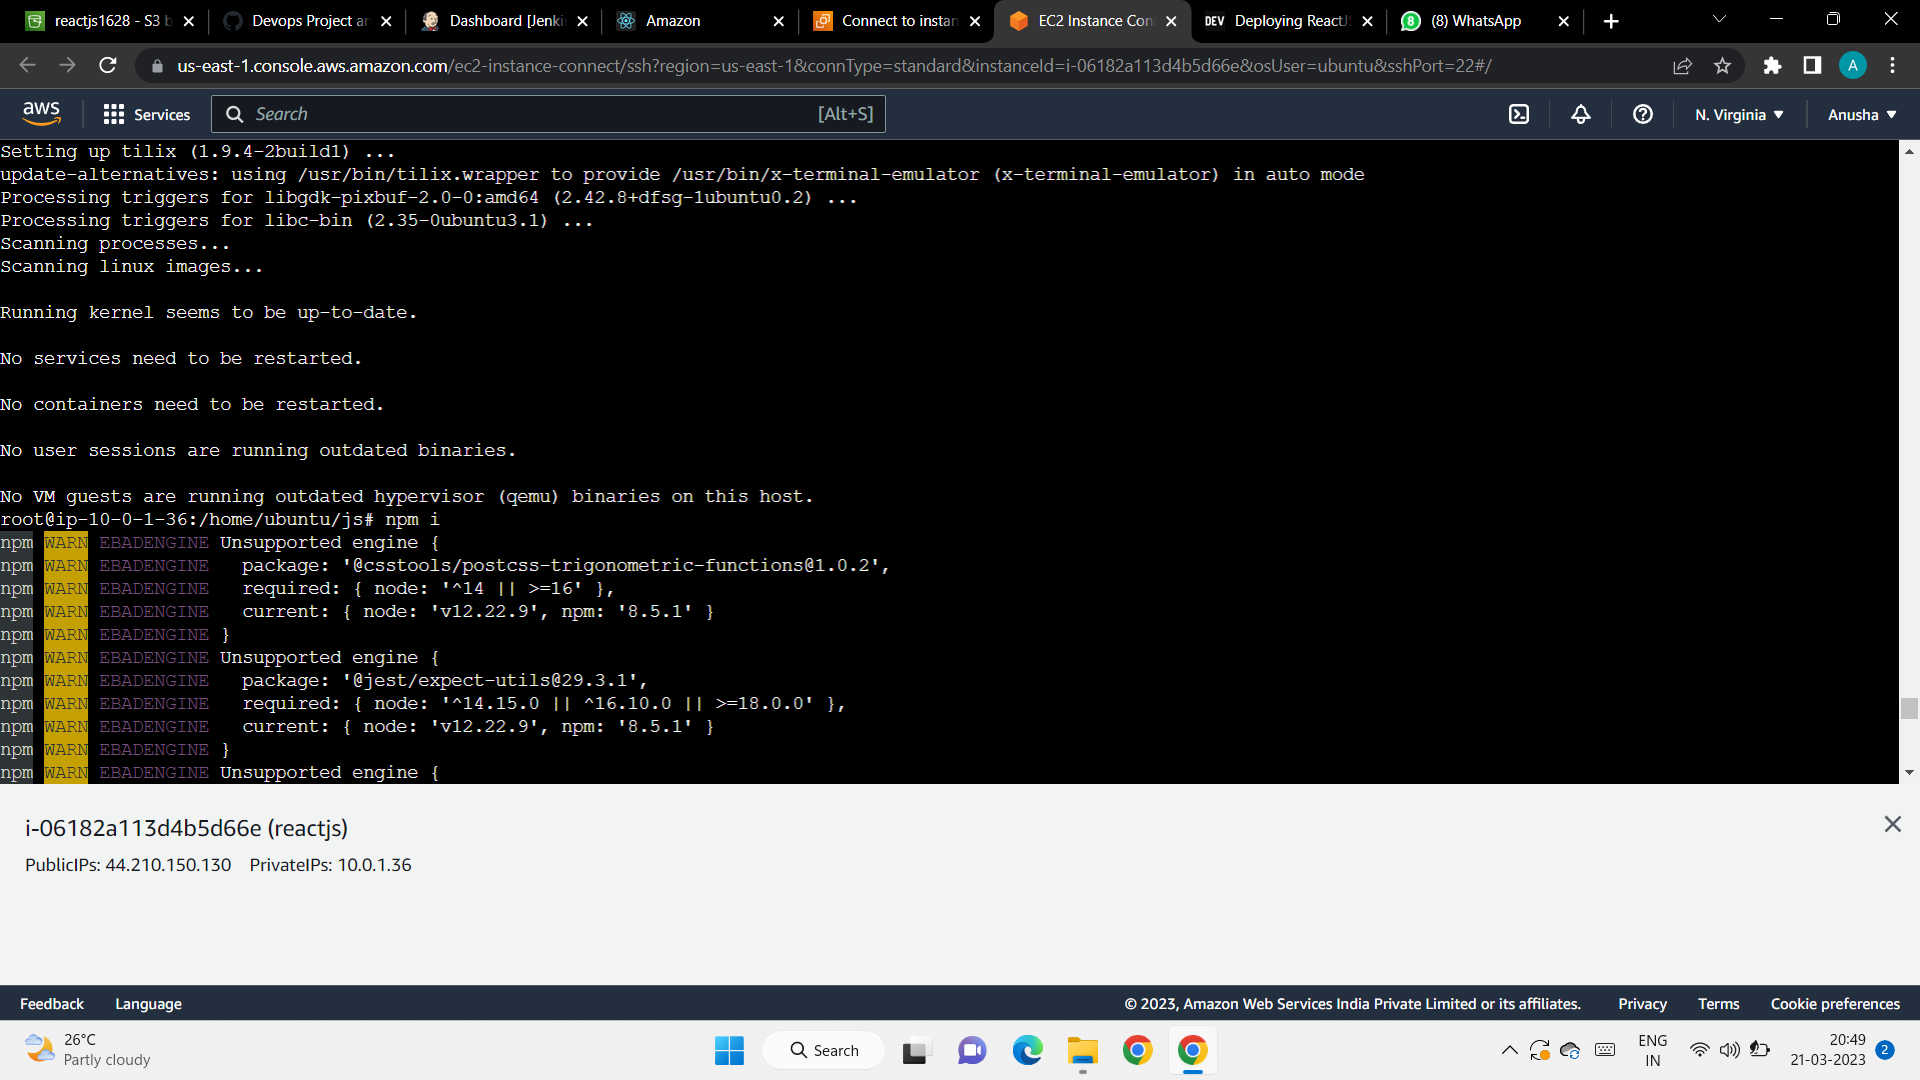 reactjs1628 - S3 b
Devops Project ar
Dashboard [Jenki
Amazon
Connect to instan
EC2 Instance Con
DEV Deploying ReactJS
8 (8) WhatsApp
us-east-1.console.aws.amazon.com/ec2-instance-connect/ssh?region=us-east-1&connType=standard&instanceId=i-06182a113d4b5d66e&osUser=ubuntu&sshPort=22#/
A
aws Services Search [Alt+S] N. Virginia Anusha
Setting up tilix (1.9.4-2build1) ...
update-alternatives: using /usr/bin/tilix.wrapper to provide /usr/bin/x-terminal-emulator (x-terminal-emulator) in auto mode
Processing triggers for libgdk-pixbuf-2.0-0:amd64 (2.42.8+dfsg-1ubuntu0.2) ...
Processing triggers for libc-bin (2.35-0ubuntu3.1) ...
Scanning processes...
Scanning linux images...
Running kernel seems to be up-to-date.
No services need to be restarted.
No containers need to be restarted.
No user sessions are running outdated binaries.
No VM guests are running outdated hypervisor (qemu) binaries on this host.
root@ip-10-0-1-36:/home/ubuntu/js# npm i
npm WARN EBADENGINE Unsupported engine {
npm WARN EBADENGINE   package: '@csstools/postcss-trigonometric-functions@1.0.2',
npm WARN EBADENGINE   required: { node: '^14 || >=16' },
npm WARN EBADENGINE   current: { node: 'v12.22.9', npm: '8.5.1' }
npm WARN EBADENGINE }
npm WARN EBADENGINE Unsupported engine {
npm WARN EBADENGINE   package: '@jest/expect-utils@29.3.1',
npm WARN EBADENGINE   required: { node: '^14.15.0 || ^16.10.0 || >=18.0.0' },
npm WARN EBADENGINE   current: { node: 'v12.22.9', npm: '8.5.1' }
npm WARN EBADENGINE }
npm WARN EBADENGINE Unsupported engine {
i-06182a113d4b5d66e (reactjs)
PublicIPs: 44.210.150.130 PrivateIPs: 10.0.1.36
Feedback Language © 2023, Amazon Web Services India Private Limited or its affiliates. Privacy Terms Cookie preferences
26°C
Partly cloudy
Search
ENG
IN
20:49
21-03-2023
2